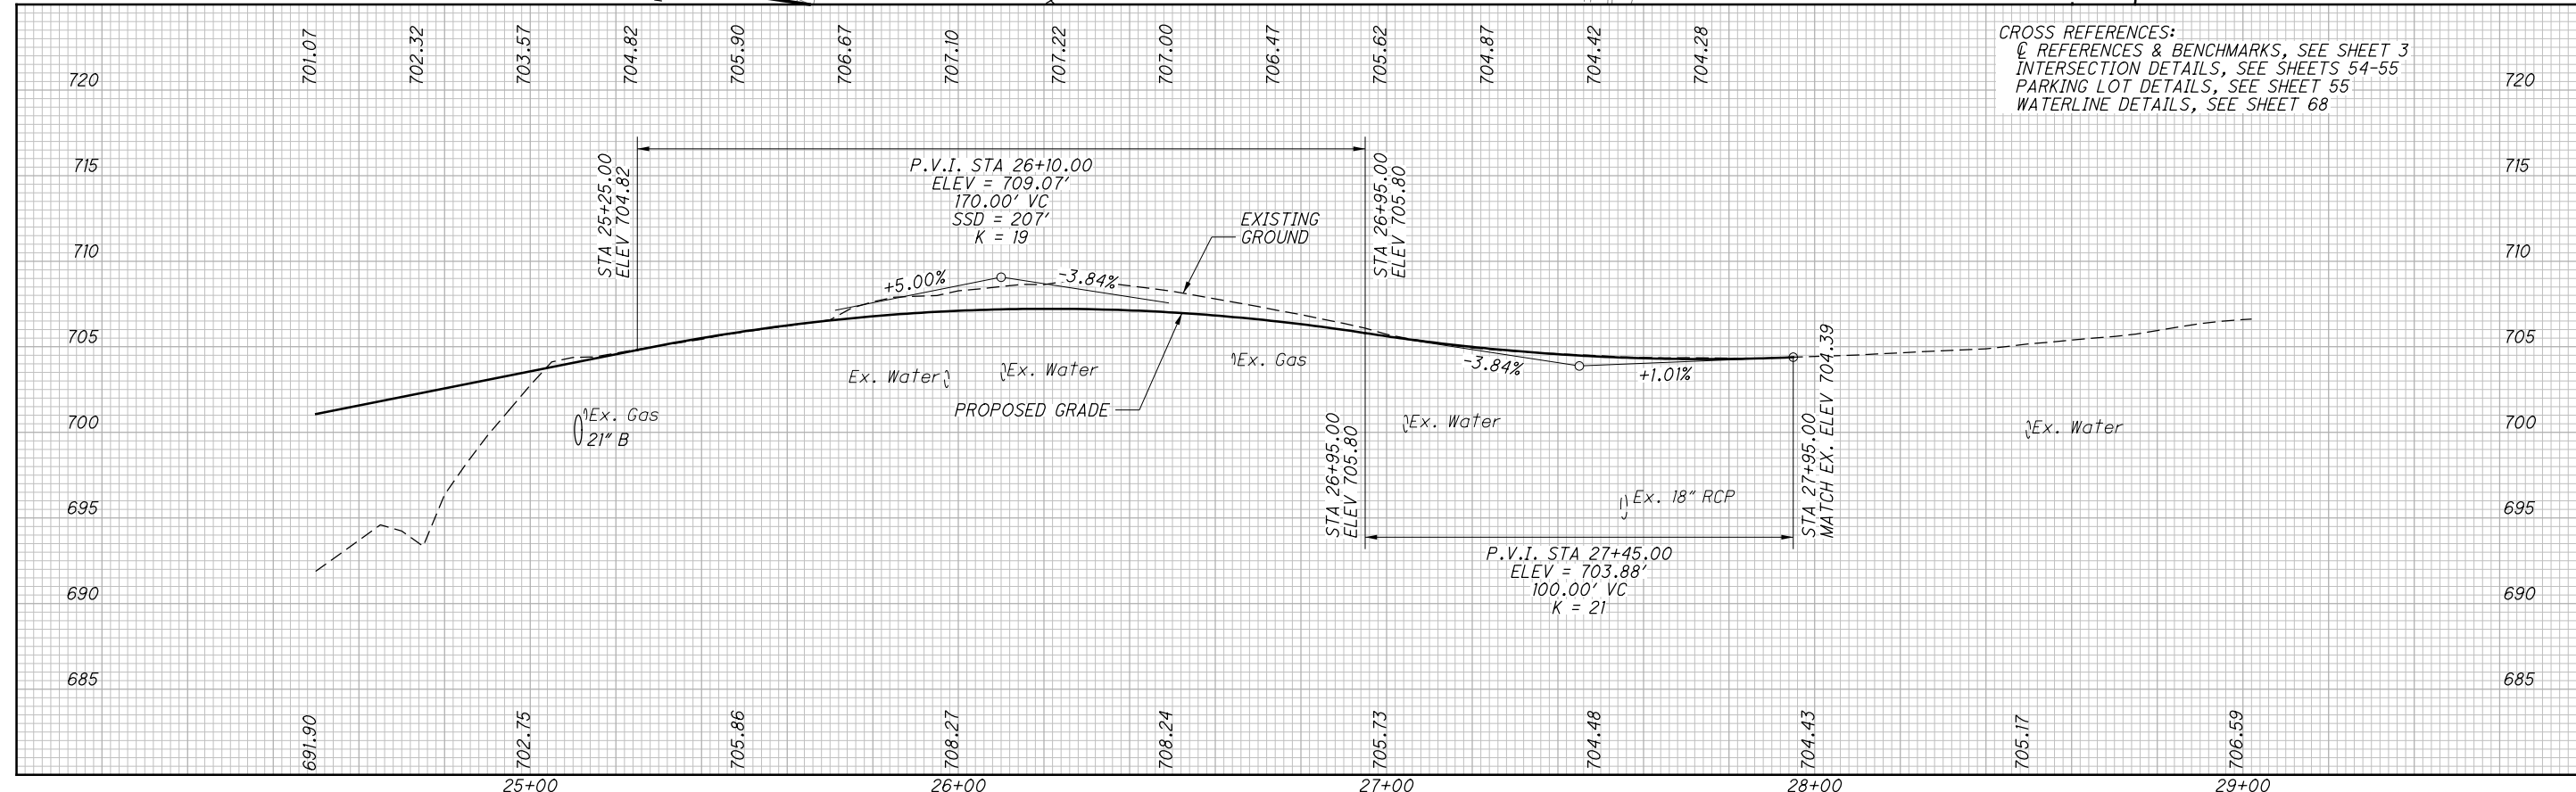 701.07 702.32 703.57 704.82 705.90 706.67 707.10 707.22 707.00 706.47 705.62 704.87 704.42 704.28
CROSS REFERENCES:
℄ REFERENCES & BENCHMARKS, SEE SHEET 3
INTERSECTION DETAILS, SEE SHEETS 54-55
PARKING LOT DETAILS, SEE SHEET 55
WATERLINE DETAILS, SEE SHEET 68
720 720
715 715
710 710
705 705
700 700
695 695
690 690
685 685
STA 25+25.00
ELEV 704.82
P.V.I. STA 26+10.00
ELEV = 709.07'
170.00' VC
SSD = 207'
K = 19
STA 26+95.00
ELEV 705.80
EXISTING
GROUND
+5.00%
-3.84%
Ex. Water
Ex. Water
Ex. Gas
-3.84%
+1.01%
PROPOSED GRADE
Ex. Gas
21" B
Ex. Water
Ex. Water
STA 26+95.00
ELEV 705.80
Ex. 18" RCP
STA 27+95.00
MATCH EX. ELEV 704.39
P.V.I. STA 27+45.00
ELEV = 703.88'
100.00' VC
K = 21
691.90 702.75 705.86 708.27 708.24 705.73 704.48 704.43 705.17 706.59
25+00 26+00 27+00 28+00 29+00